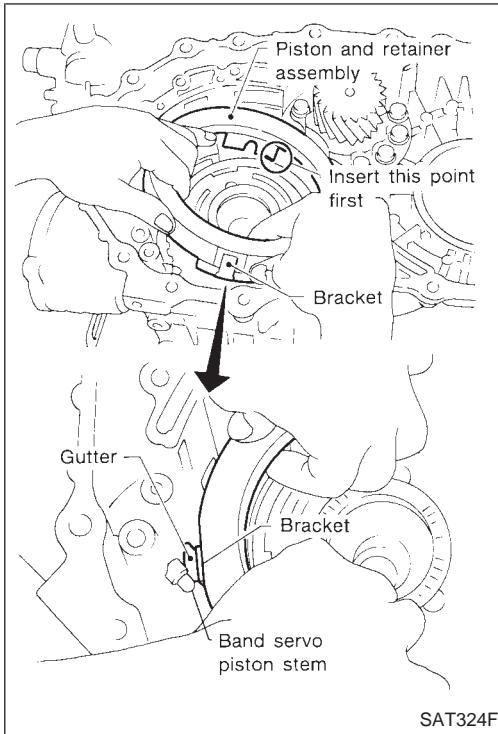 Piston and retainer
assembly
Insert this point
first
Bracket
Gutter
Bracket
Band servo
piston stem
SAT324F